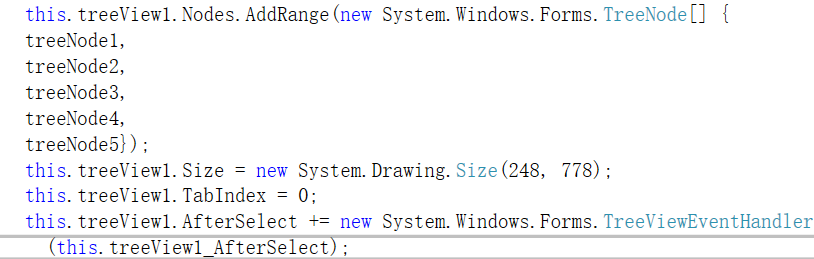 this.treeView1.Nodes.AddRange(new System.Windows.Forms.TreeNode[] {
treeNode1,
treeNode2,
treeNode3,
treeNode4,
treeNode5});
this.treeView1.Size = new System.Drawing.Size(248, 778);
this.treeView1.TabIndex = 0;
this.treeView1.AfterSelect += new System.Windows.Forms.TreeViewEventHandler
(this.treeView1_AfterSelect);